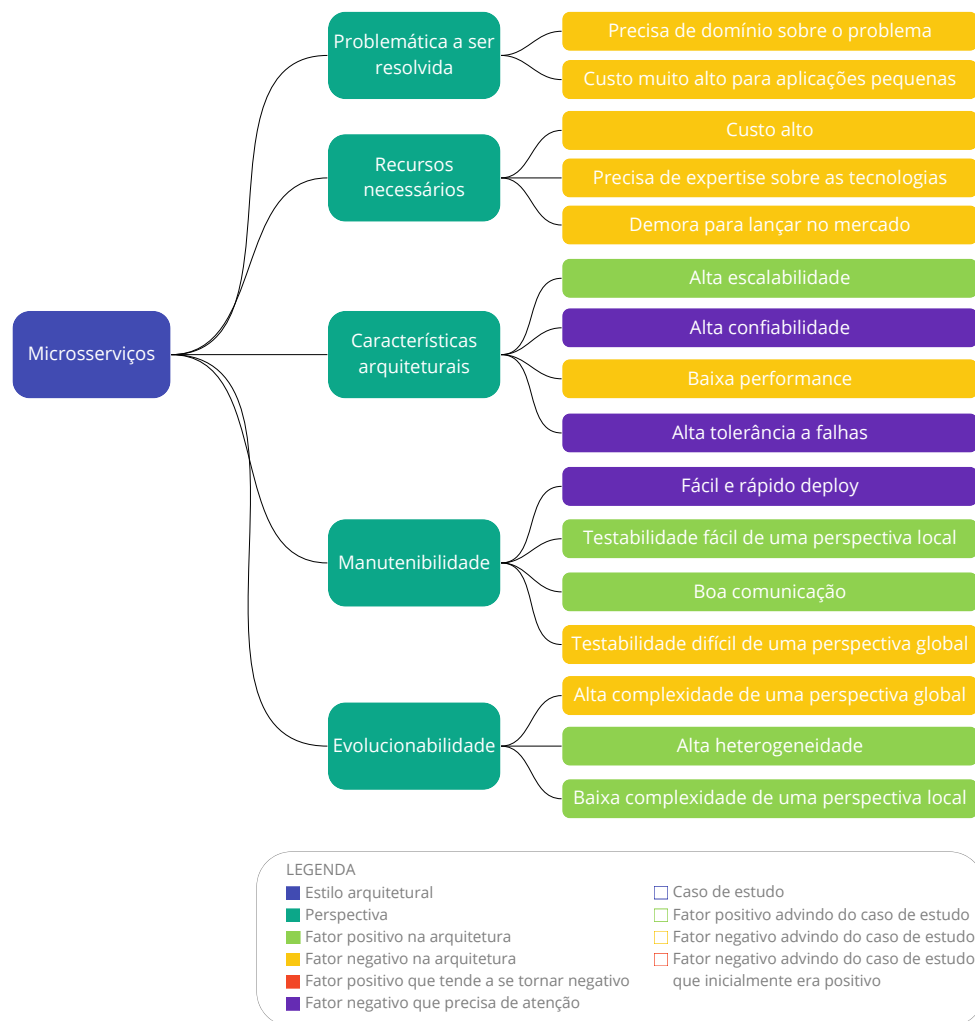 Problemática a ser
resolvida
Precisa de domínio sobre o problema
Custo muito alto para aplicações pequenas
Recursos
necessários
Custo alto
Precisa de expertise sobre as tecnologias
Demora para lançar no mercado
Microsserviços
Características
arquiteturais
Alta escalabilidade
Alta confiabilidade
Baixa performance
Alta tolerância a falhas
Manutenibilidade
Fácil e rápido deploy
Testabilidade fácil de uma perspectiva local
Boa comunicação
Testabilidade difícil de uma perspectiva global
Evolucionabilidade
Alta complexidade de uma perspectiva global
Alta heterogeneidade
Baixa complexidade de uma perspectiva local
LEGENDA
Estilo arquitetural
Perspectiva
Fator positivo na arquitetura
Fator negativo na arquitetura
Fator positivo que tende a se tornar negativo
Fator negativo que precisa de atenção
Caso de estudo
Fator positivo advindo do caso de estudo
Fator negativo advindo do caso de estudo
Fator negativo advindo do caso de estudo
que inicialmente era positivo